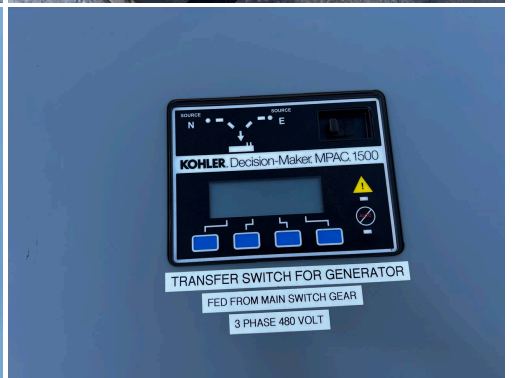 SOURCE
N
SOURCE
E
KOHLER. Decision-Maker. MPAC. 1500
TRANSFER SWITCH FOR GENERATOR
FED FROM MAIN SWITCH GEAR
3 PHASE 480 VOLT